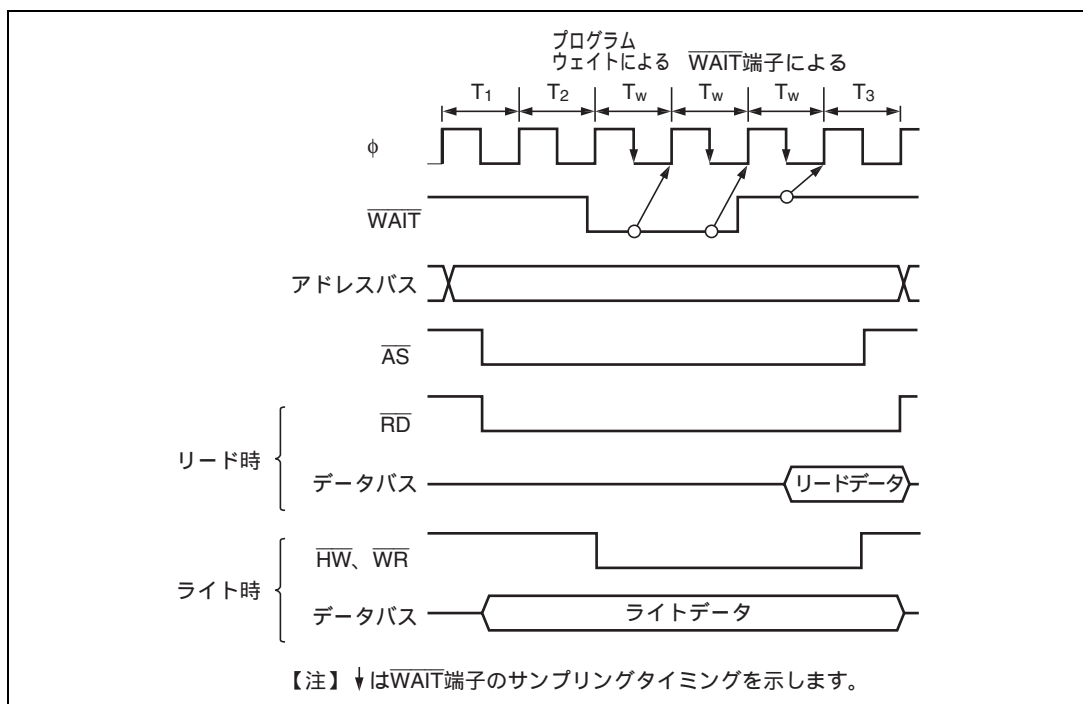 プログラム
ウェイトによる WAIT端子による
T1 T2 Tw Tw Tw T3
φ
WAIT
アドレスバス
AS
RD
リード時
データバス リードデータ
HW、WR
ライト時
データバス ライトデータ
【注】↓はWAIT端子のサンプリングタイミングを示します。